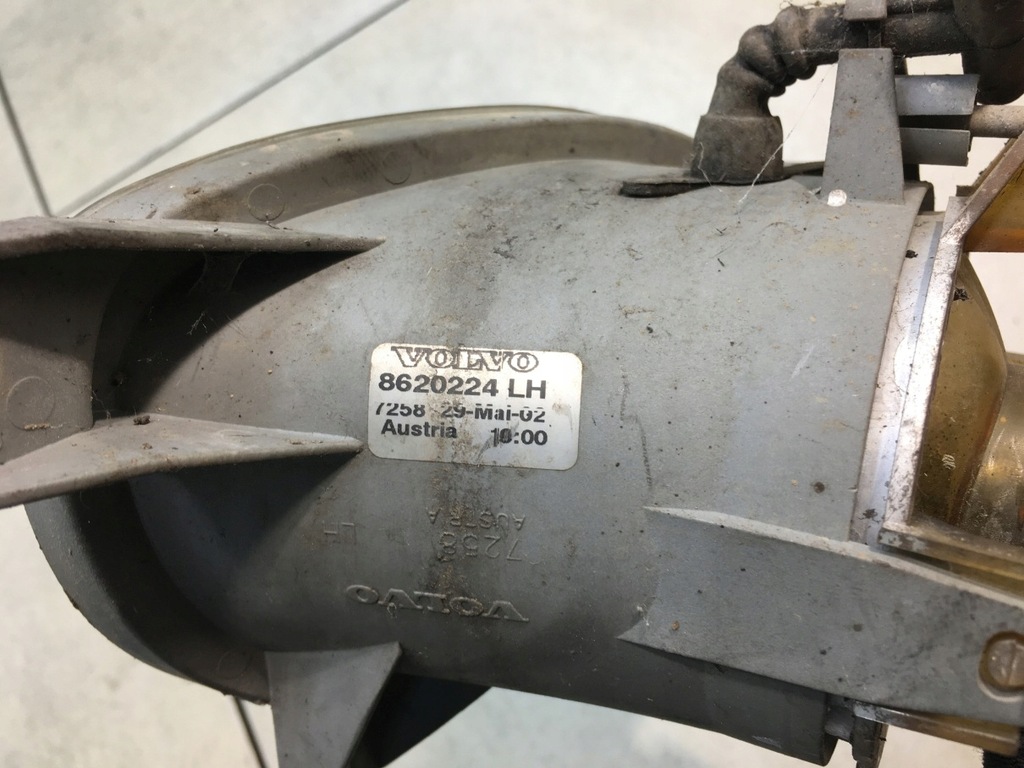 VOLVO
8620224 LH
7258 29-Mai-02
Austria 10:00
LH
AUSTRIA
7258
VOLVO